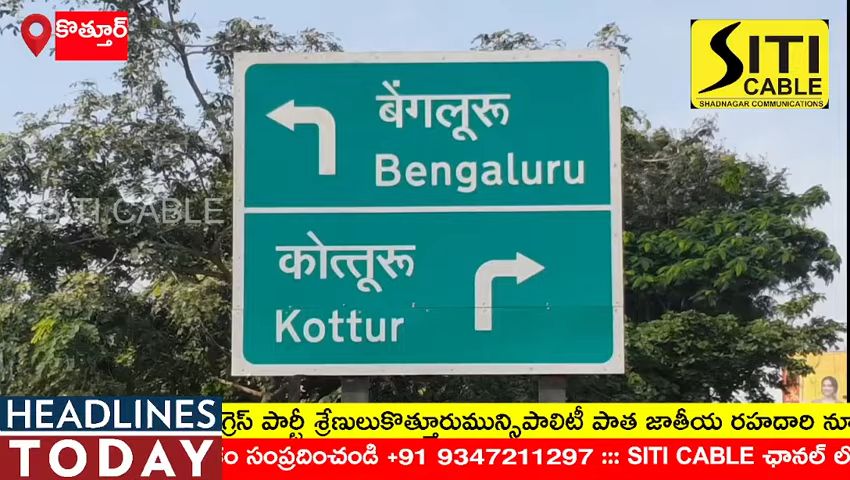 కొత్తూర్
SITI
CABLE
SHADNAGAR COMMUNICATIONS
बेंगलूरू
Bengaluru
SITI CABLE
कोत्तूरू
Kottur
HEADLINES
TODAY
పార్టీ శ్రేణులుకొత్తూరుమున్సిపాలిటీ పాత జాతీయ రహదారి
సంప్రదించండి +91 9347211297 ::: SITI CABLE ఛానల్